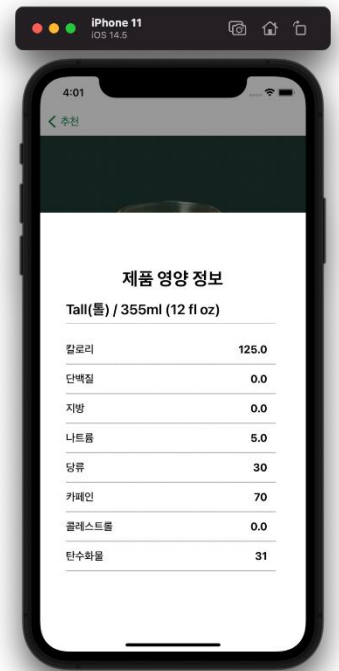 iPhone 11
iOS 14.5
4:01
추천
제품 영양 정보
Tall(톨) / 355ml (12 fl oz)
칼로리 125.0
단백질 0.0
지방 0.0
나트륨 5.0
당류 30
카페인 70
콜레스트롤 0.0
탄수화물 31